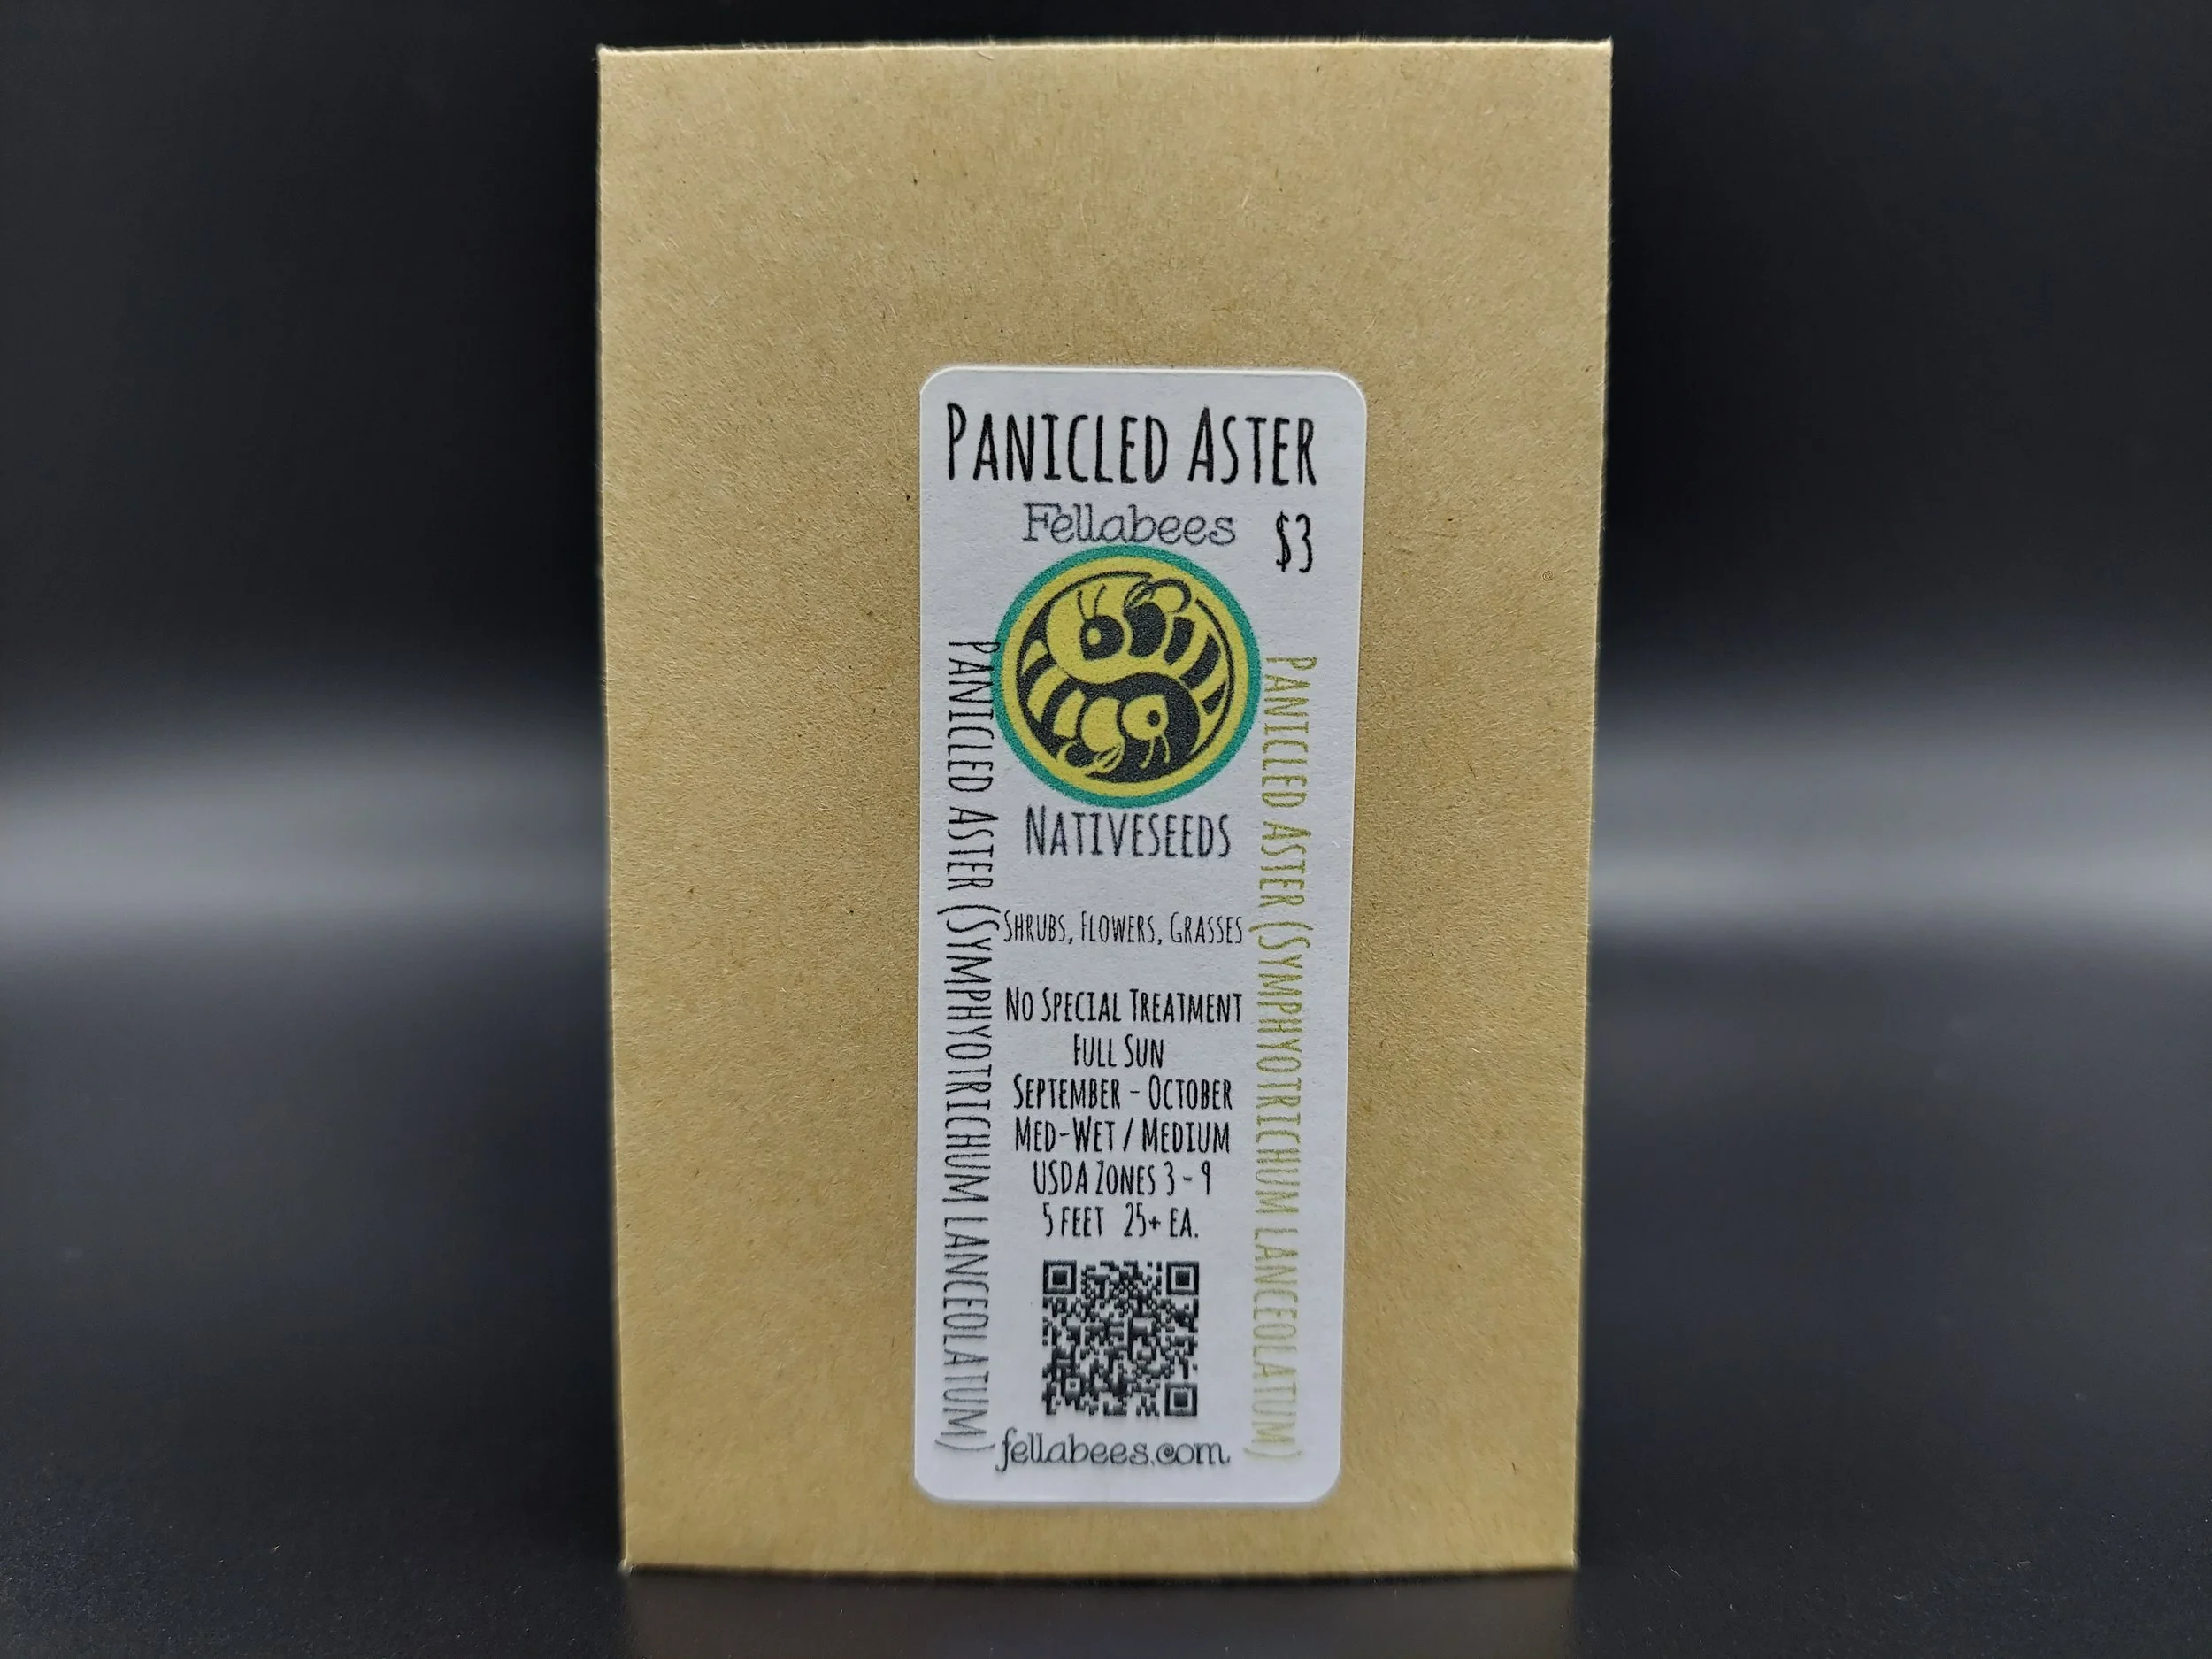 Panicled Aster
Fellabees
$3
Nativeseeds
Panicled Aster (Symphyotrichum lanceolatum)
Panicled Aster (Symphyotrichum lanceolatum)
Shrubs, Flowers, Grasses
No Special Treatment
Full Sun
September - October
Med-Wet / Medium
USDA Zones 3 - 9
5 feet 25+ ea.
fellabees.com